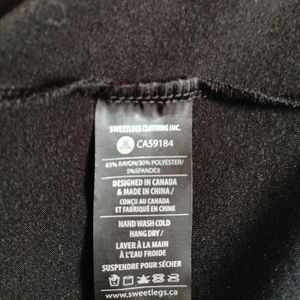 SWEETLEGS CLOTHING INC.
X CA59184
65% RAYON/30% POLYESTER/
5%SPANDEX
DESIGNED IN CANADA
& MADE IN CHINA/
CONÇU AU CANADA
ET FABRIQUÉ EN CHINE
HAND WASH COLD
HANG DRY/
LAVER À LA MAIN
À L'EAU FROIDE
SUSPENDRE POUR SÉCHER
www.sweetlegs.ca